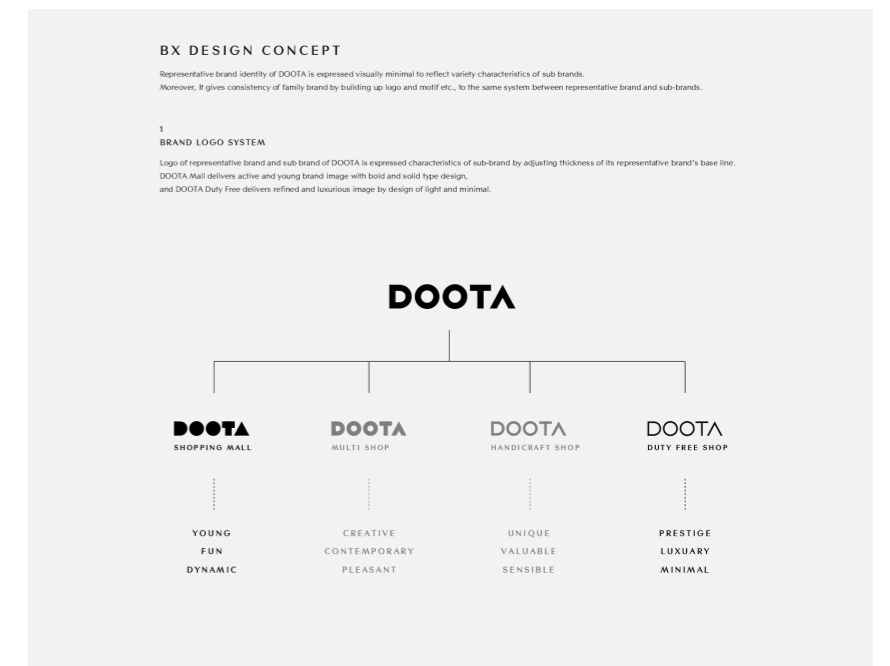 BX DESIGN CONCEPT
Representative brand identity of DOOTA is expressed visually minimal to reflect variety characteristics of sub brands.
Moreover, It gives consistency of family brand by building up logo and motif etc., to the same system between representative brand and sub-brands.
1
BRAND LOGO SYSTEM
Logo of representative brand and sub brand of DOOTA is expressed characteristics of sub-brand by adjusting thickness of its representative brand's base line.
DOOTA Mall delivers active and young brand image with bold and solid type design,
and DOOTA Duty Free delivers refined and luxurious image by design of light and minimal.
DOOTA
DOOTA
SHOPPING MALL
DOOTA
MULTI SHOP
DOOTA
HANDICRAFT SHOP
DOOTA
DUTY FREE SHOP
YOUNG
FUN
DYNAMIC
CREATIVE
CONTEMPORARY
PLEASANT
UNIQUE
VALUABLE
SENSIBLE
PRESTIGE
LUXUARY
MINIMAL